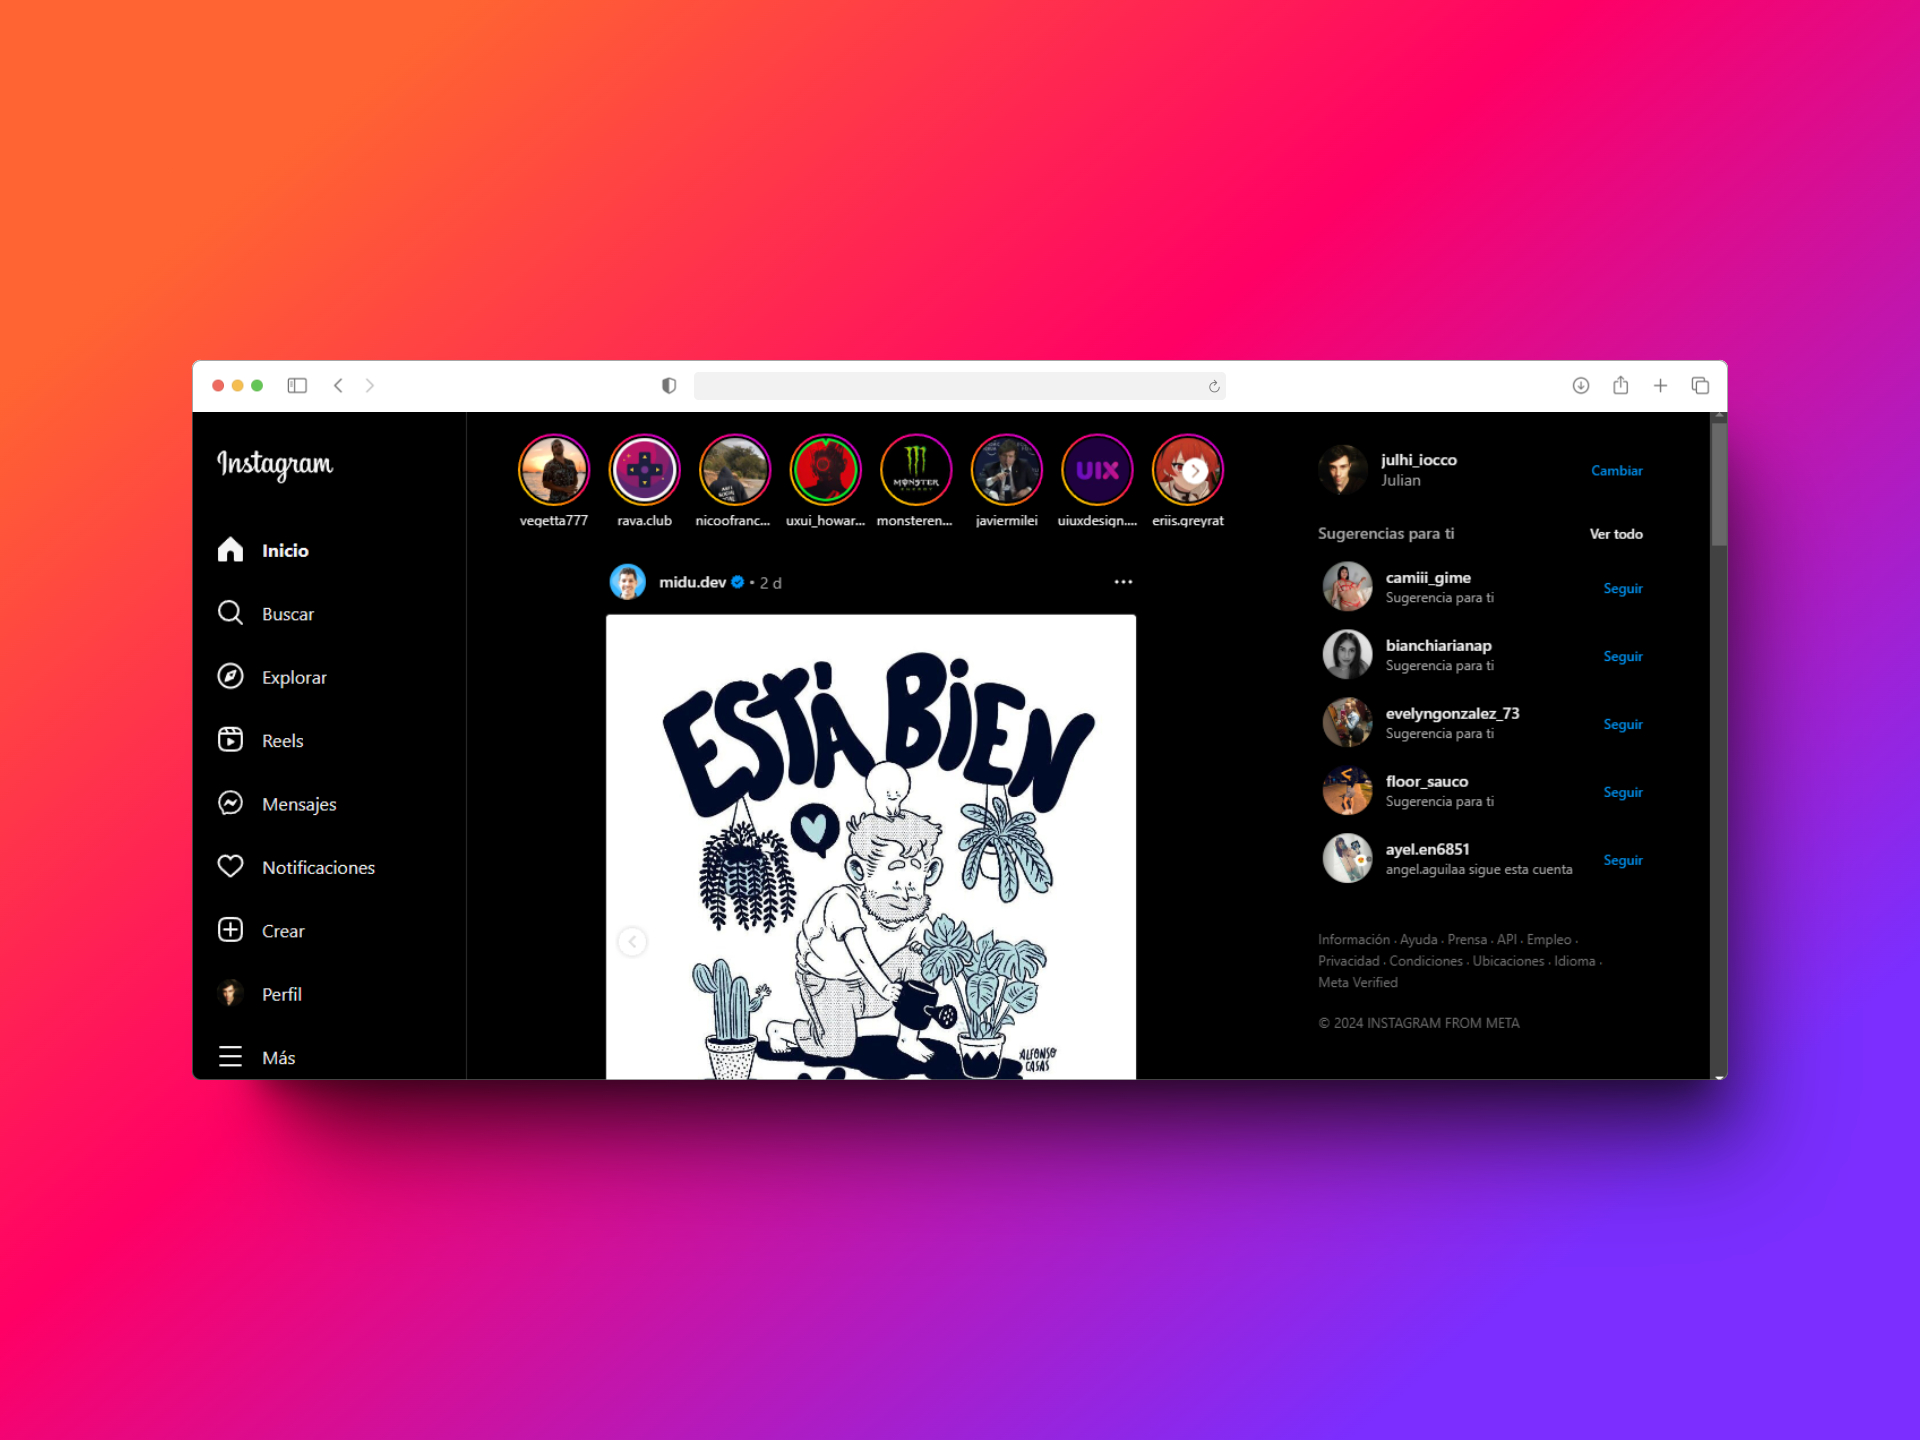 Instagram
Inicio
Buscar
Explorar
Reels
Mensajes
Notificaciones
Crear
Perfil
Más
MONSTER
ENERGY
UIX
vegetta777
rava.club
nicoofranc...
uxui_howar...
monsteren...
javiermilei
uiuxdesign....
eriis.greyrat
midu.dev • 2 d
ESTÁ BIEN
ALFONSO
CASAS
julhi_iocco
Julian
Cambiar
Sugerencias para ti
Ver todo
camiii_gime
Sugerencia para ti
Seguir
bianchiarianap
Sugerencia para ti
Seguir
evelyngonzalez_73
Sugerencia para ti
Seguir
floor_sauco
Sugerencia para ti
Seguir
ayel.en6851
angel.aguilaa sigue esta cuenta
Seguir
Información · Ayuda · Prensa · API · Empleo ·
Privacidad · Condiciones · Ubicaciones · Idioma ·
Meta Verified
© 2024 INSTAGRAM FROM META